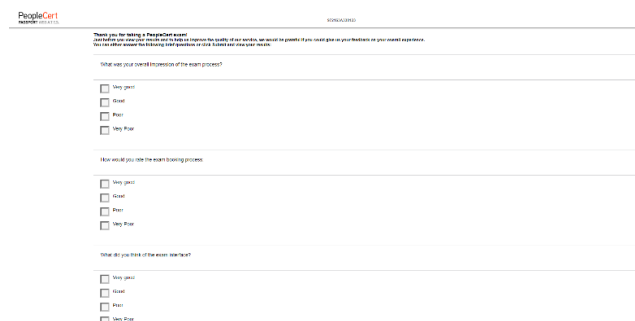 PeopleCert
Thank you for taking a PeopleCert exam!
Just before you view your results and to help us improve the quality of our service, we would be grateful if you could give us your feedback on your overall experience.
You can either answer the following brief questions or click Submit and view your results.
What was your overall impression of the exam process?
Very good
Good
Poor
Very Poor
How would you rate the exam booking process
Very good
Good
Poor
Very Poor
What did you think of the exam interface?
Very good
Good
Poor
Very Poor